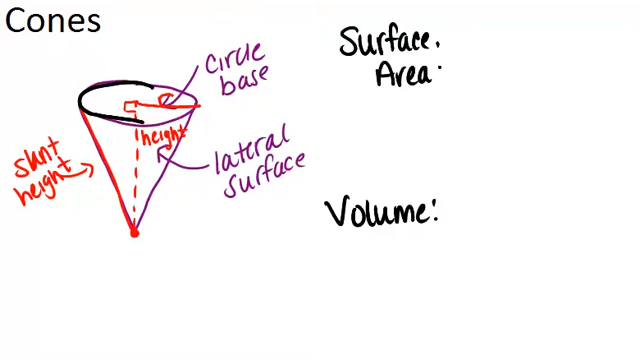 Cones
circle
base
r
height
slant
height
lateral
surface
Surface
Area:
Volume: